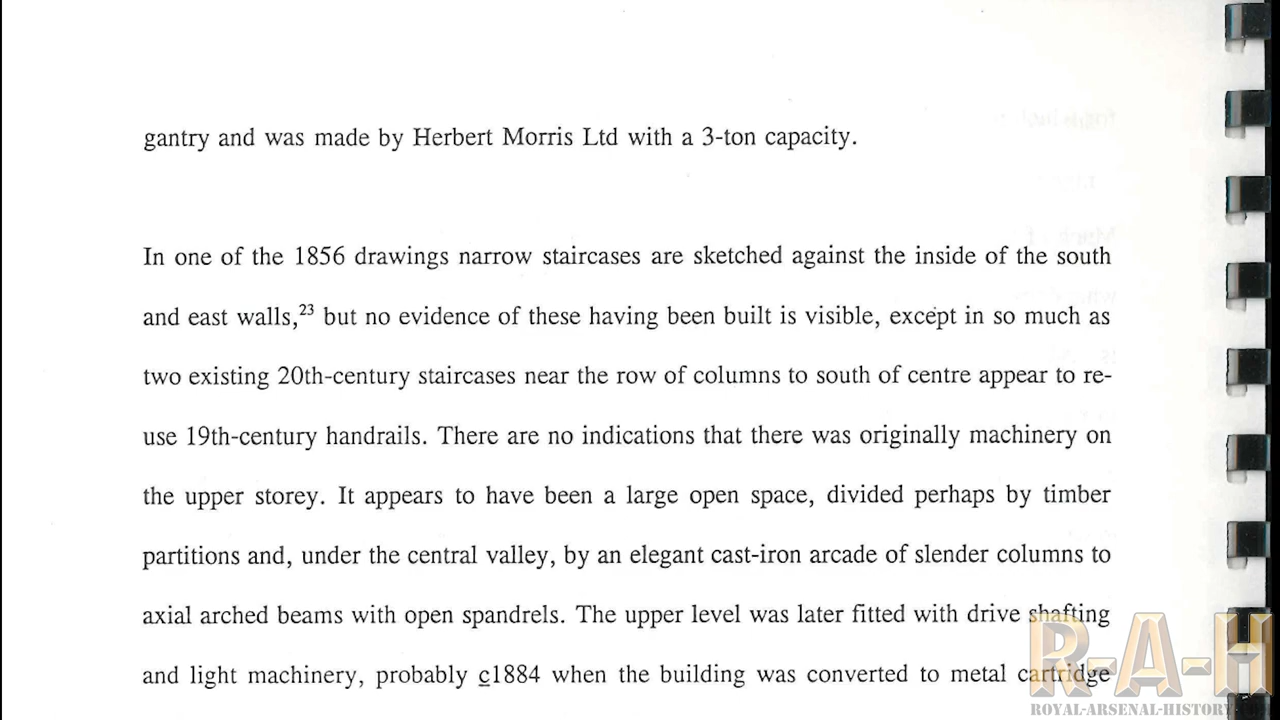 gantry and was made by Herbert Morris Ltd with a 3-ton capacity.
In one of the 1856 drawings narrow staircases are sketched against the inside of the south
and east walls,23 but no evidence of these having been built is visible, except in so much as
two existing 20th-century staircases near the row of columns to south of centre appear to re-
use 19th-century handrails. There are no indications that there was originally machinery on
the upper storey. It appears to have been a large open space, divided perhaps by timber
partitions and, under the central valley, by an elegant cast-iron arcade of slender columns to
axial arched beams with open spandrels. The upper level was later fitted with drive shafting
and light machinery, probably c1884 when the building was converted to metal cartridge
R-A-H
ROYAL-ARSENAL-HISTORY